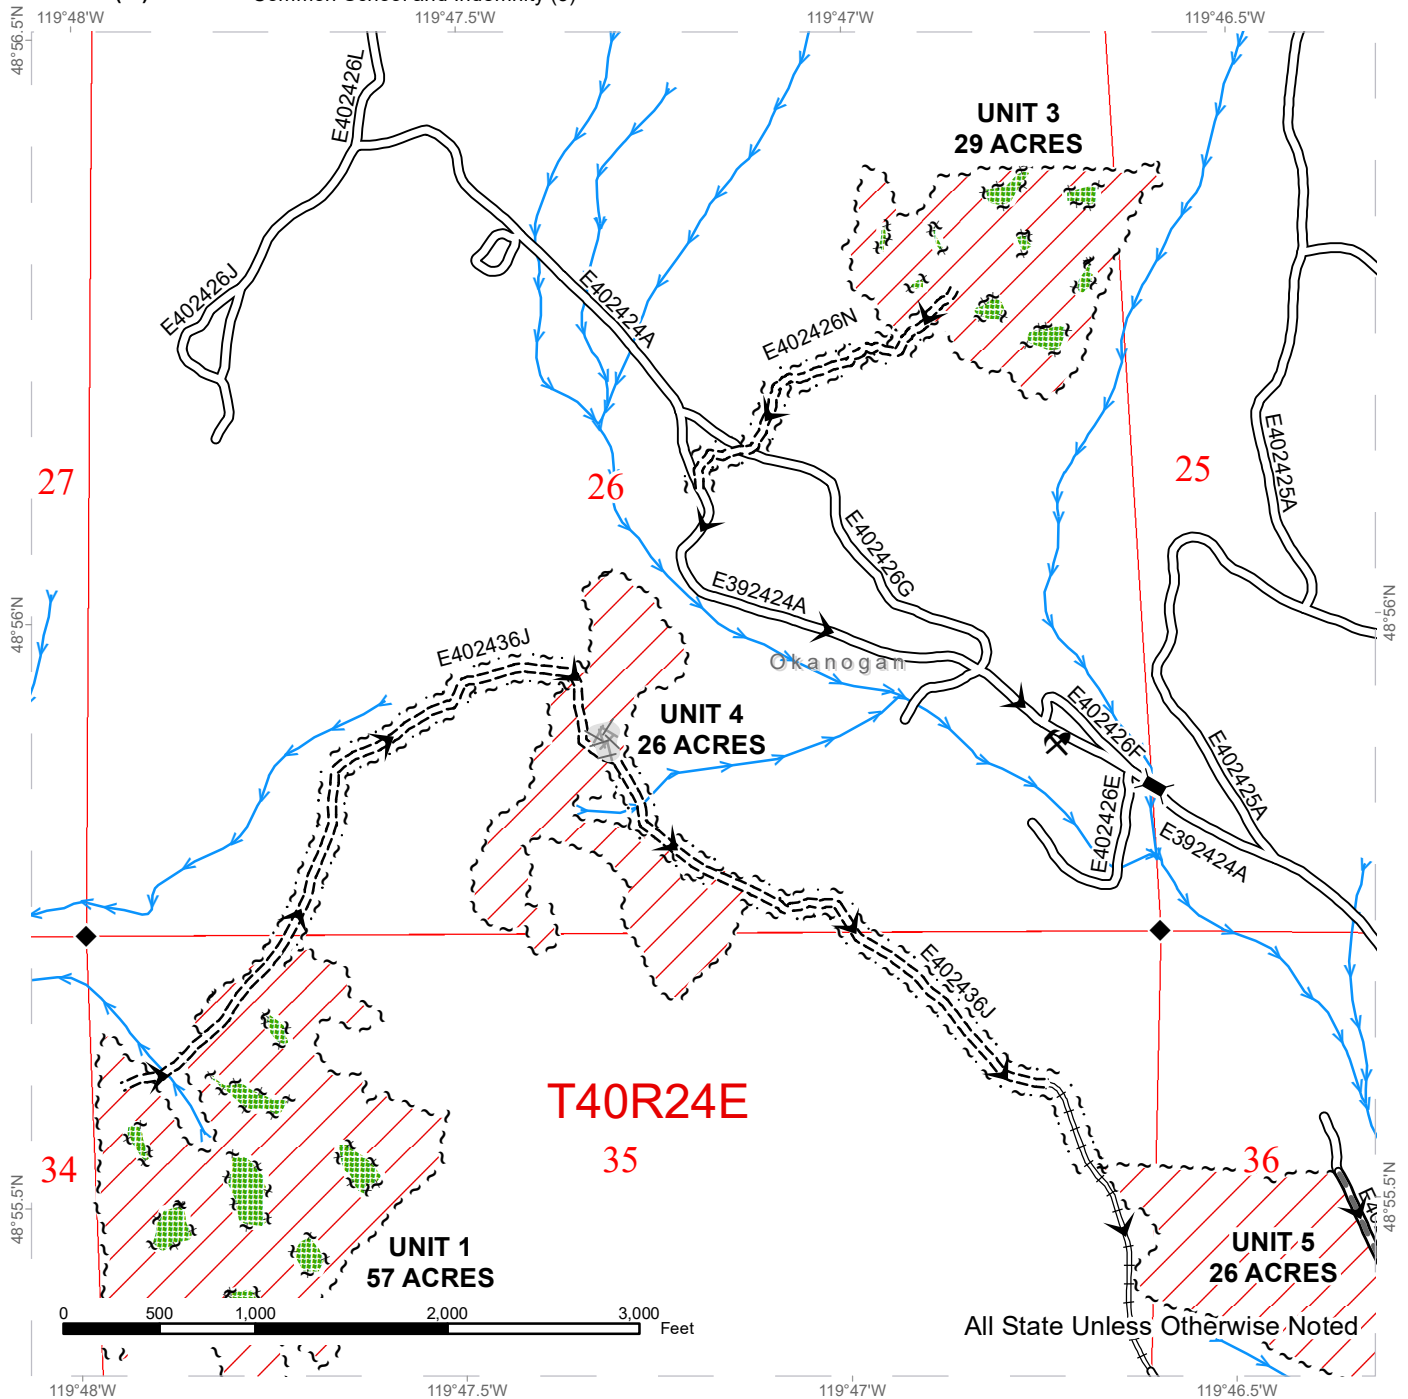 119°48'W
119°47.5'W
119°47'W
119°46.5'W
48°56.5'N
48°56.5'N
E402426L
UNIT 3
29 ACRES
E402426J
E402424A
E402426N
E402425A
27
26
25
E402426G
E392424A
48°56'N
48°56'N
E402436J
Okanogan
UNIT 4
26 ACRES
E402426F
E402425A
E402426E
E392424A
E402436J
T40R24E
34
35
36
48°55.5'N
48°55.5'N
UNIT 1
57 ACRES
UNIT 5
26 ACRES
0 500 1,000 2,000 3,000
Feet
All State Unless Otherwise Noted
119°48'W
119°47.5'W
119°47'W
119°46.5'W